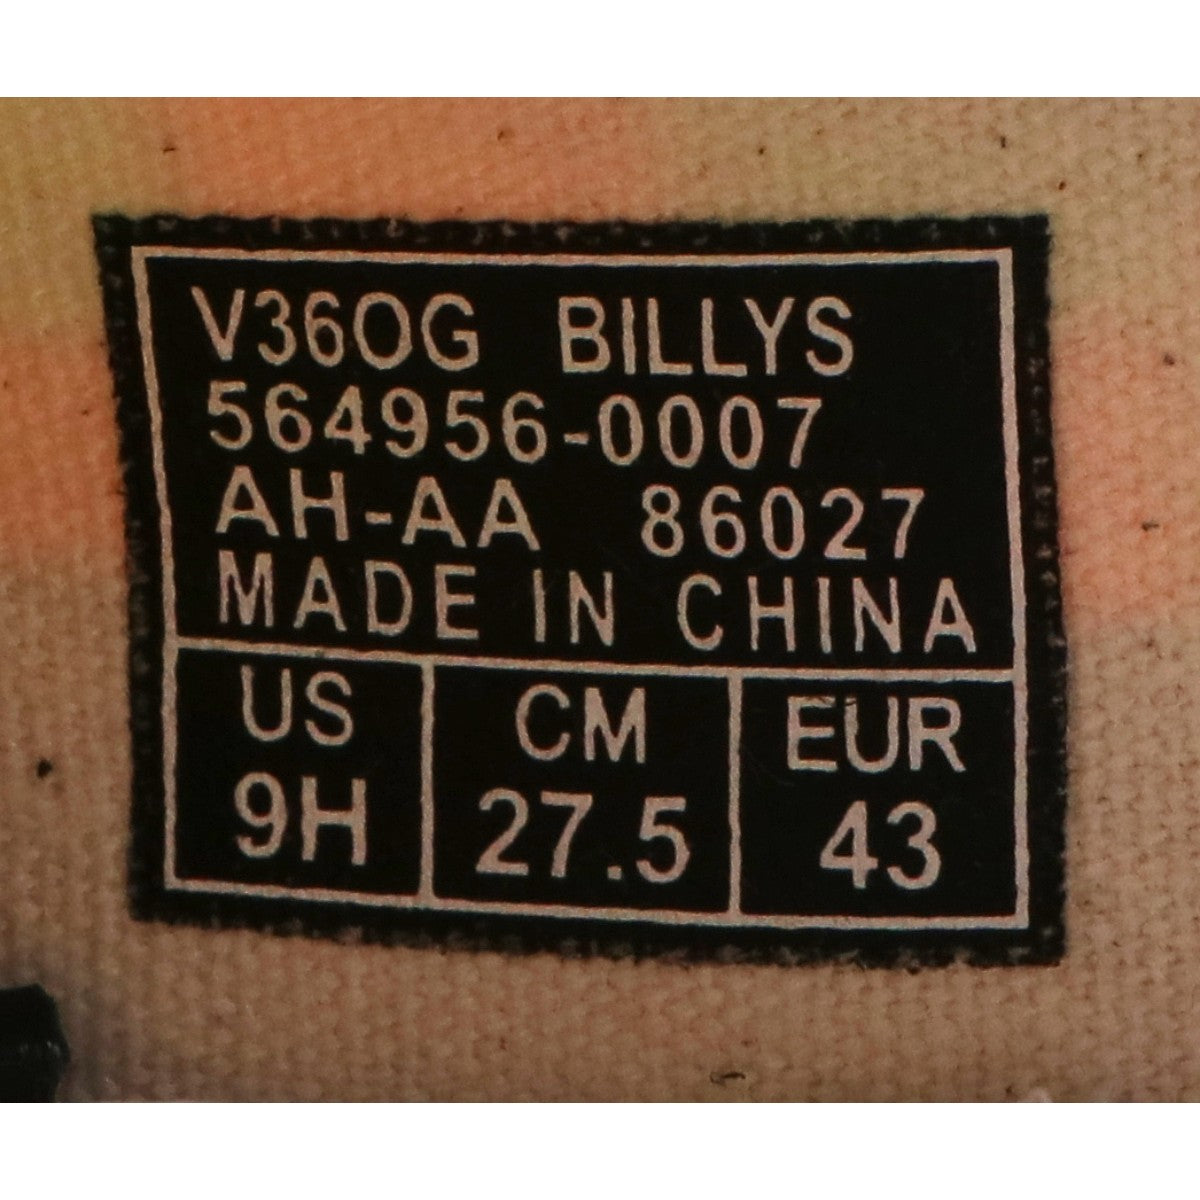 V36OG BILLYS
564956-0007
AH-AA 86027
MADE IN CHINA
US CM EUR
9H 27.5 43